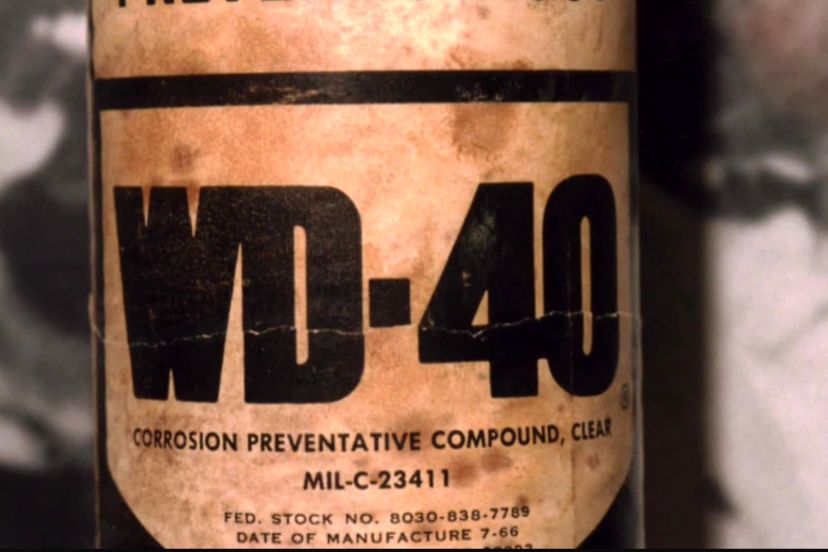 WD-40
®
CORROSION PREVENTATIVE COMPOUND, CLEAR
MIL-C-23411
FED. STOCK NO. 8030-838-7789
DATE OF MANUFACTURE 7-66